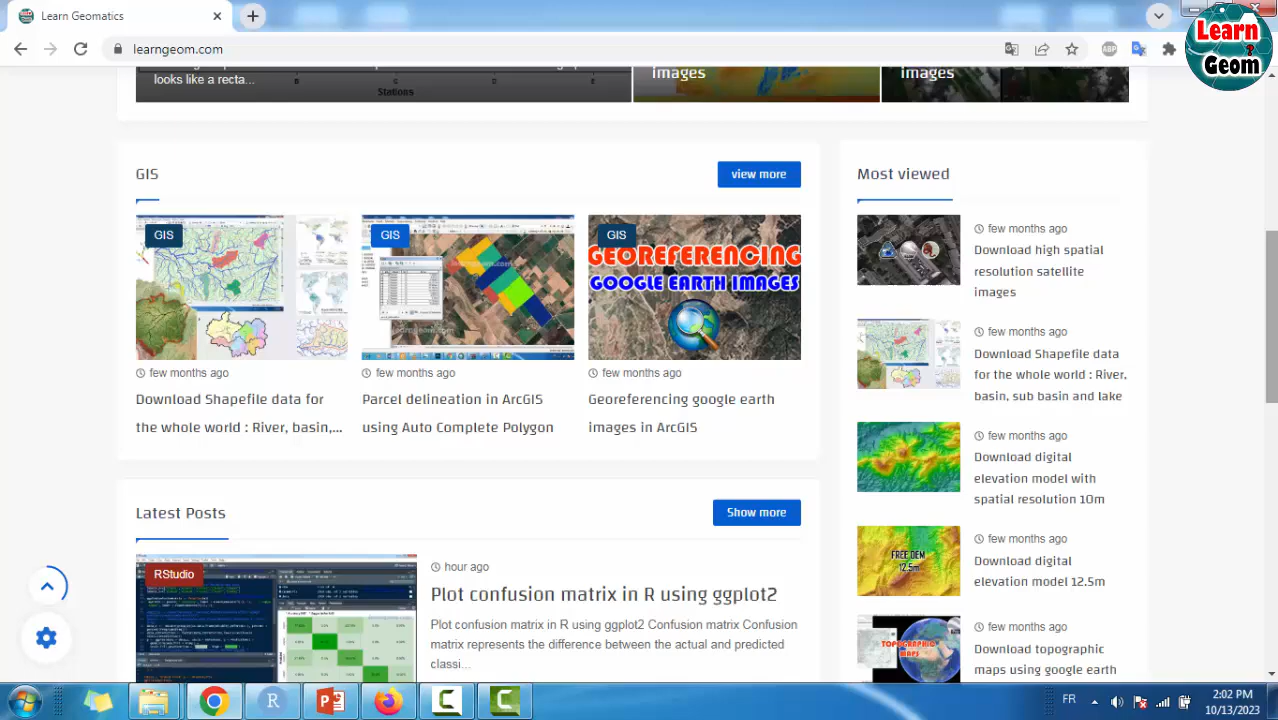 Learn Geomatics
learngeom.com
Learn
?
Geom
looks like a recta...
Stations
images
images
GIS
view more
GIS
GIS
GIS
GEOREFERENCING
GOOGLE EARTH IMAGES
few months ago
few months ago
few months ago
Download Shapefile data for
the whole world : River, basin,...
Parcel delineation in ArcGIS
using Auto Complete Polygon
Georeferencing google earth
images in ArcGIS
Most viewed
few months ago
Download high spatial
resolution satellite
images
few months ago
Download Shapefile data
for the whole world : River,
basin, sub basin and lake
few months ago
Download digital
elevation model with
spatial resolution 10m
FREE DEM
12.5m
few months ago
Download digital
elevation model 12.5m
TOPOGRAPHIC
MAPS
few months ago
Download topographic
maps using google earth
Latest Posts
Show more
RStudio
hour ago
Plot confusion matrix in R using ggplot2
Plot confusion matrix in R using ggplot2 Confusion matrix Confusion
matrix represents the difference between the actual and predicted
classi...
FR
2:02 PM
10/13/2023